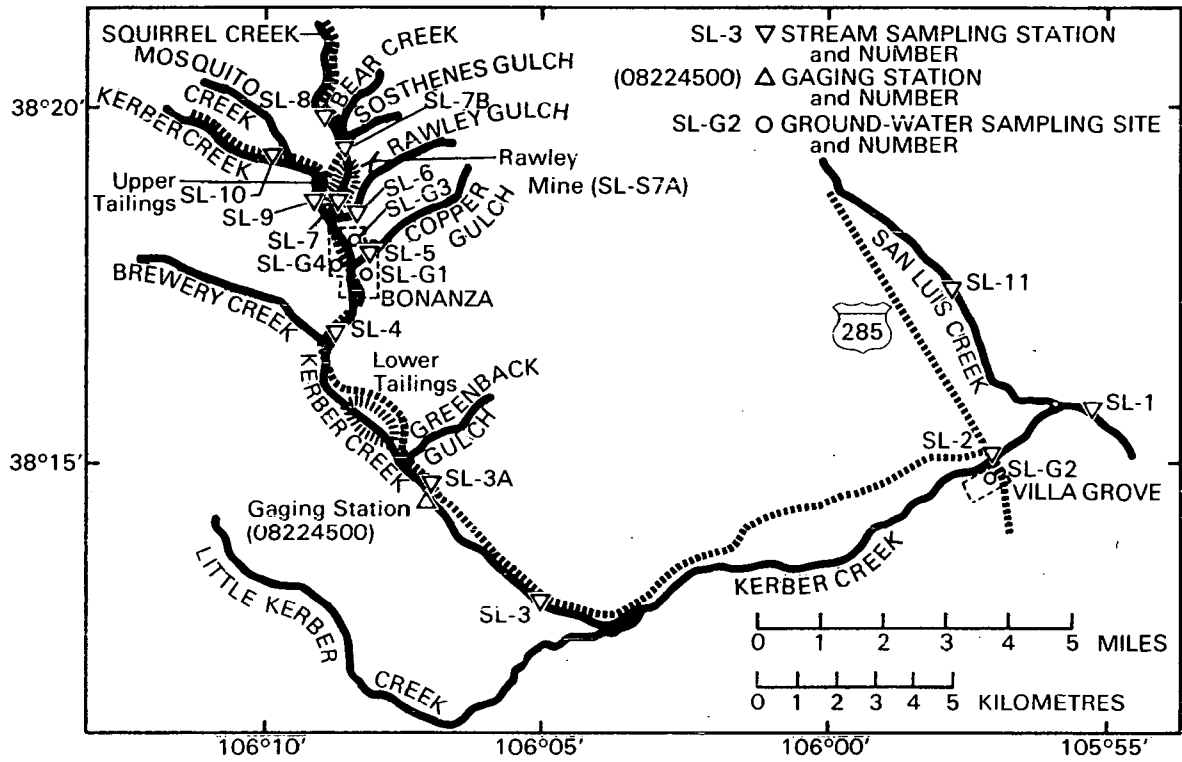 SQUIRREL CREEK
MOSQUITO
CREEK
KERBER CREEK
SL-8
BEAR CREEK
SOSTHENES GULCH
SL-7B
RAWLEY GULCH
Rawley
Mine (SL-S7A)
Upper
Tailings
SL-10
SL-9
SL-6
SL-G3
COPPER
GULCH
SL-7
SL-G4
SL-5
SL-G1
BONANZA
BREWERY CREEK
SL-4
KERBER CREEK
Lower
Tailings
GREENBACK
GULCH
SL-3A
Gaging Station
(08224500)
LITTLE KERBER
CREEK
SL-3
KERBER CREEK
SL-3 STREAM SAMPLING STATION
and NUMBER
(08224500) GAGING STATION
and NUMBER
SL-G2 GROUND-WATER SAMPLING SITE
and NUMBER
SAN LUIS CREEK
SL-11
285
SL-1
SL-2
SL-G2
VILLA GROVE
0 1 2 3 4 5 MILES
0 1 2 3 4 5 KILOMETRES
38°20'
38°15'
106°10'
106°05'
106°00'
105°55'